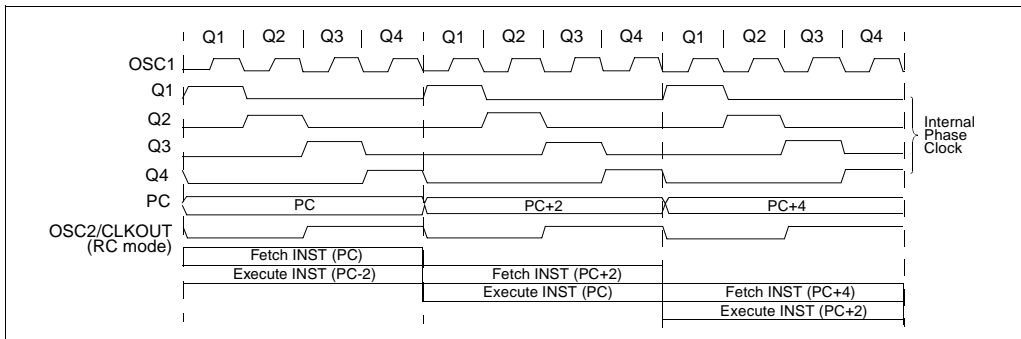 Q1 Q2 Q3 Q4 Q1 Q2 Q3 Q4 Q1 Q2 Q3 Q4
OSC1
Q1
Q2
Q3
Q4
Internal
Phase
Clock
PC
PC PC+2 PC+4
OSC2/CLKOUT
(RC mode)
Fetch INST (PC)
Execute INST (PC-2) Fetch INST (PC+2)
Execute INST (PC) Fetch INST (PC+4)
Execute INST (PC+2)